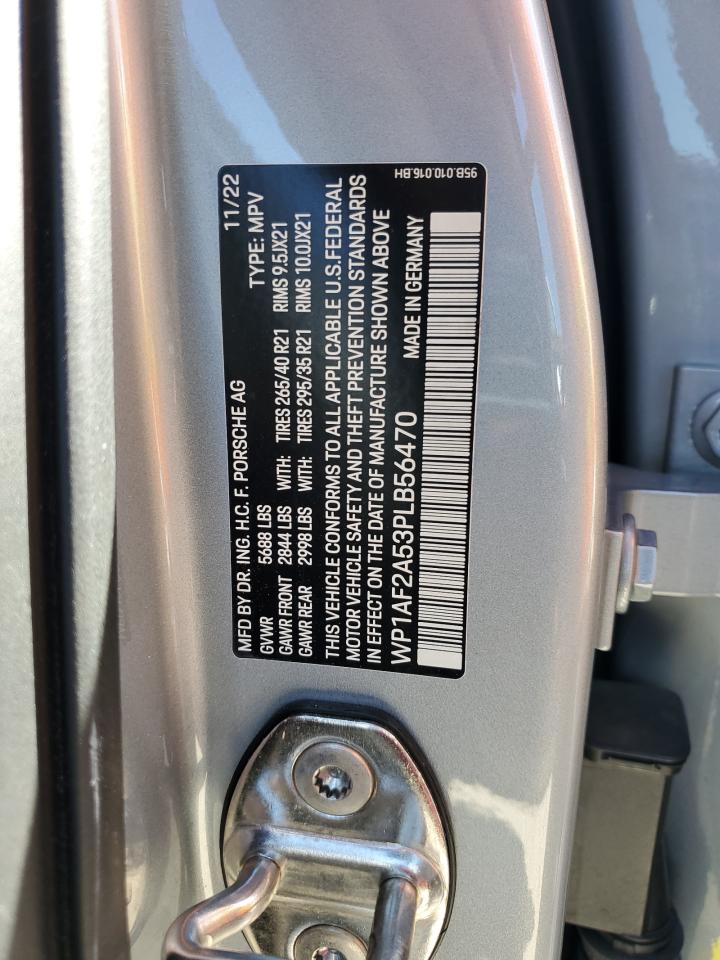 MFD BY DR. ING. H.C. F. PORSCHE AG 11/22
GVWR 5688 LBS TYPE: MPV
GAWR FRONT 2844 LBS WITH: TIRES 265/40 R21 RIMS 9.5JX21
GAWR REAR 2998 LBS WITH: TIRES 295/35 R21 RIMS 10.0JX21
THIS VEHICLE CONFORMS TO ALL APPLICABLE U.S. FEDERAL
MOTOR VEHICLE SAFETY AND THEFT PREVENTION STANDARDS
IN EFFECT ON THE DATE OF MANUFACTURE SHOWN ABOVE
WP1AF2A53PLB56470 MADE IN GERMANY
95B.010.016.BH